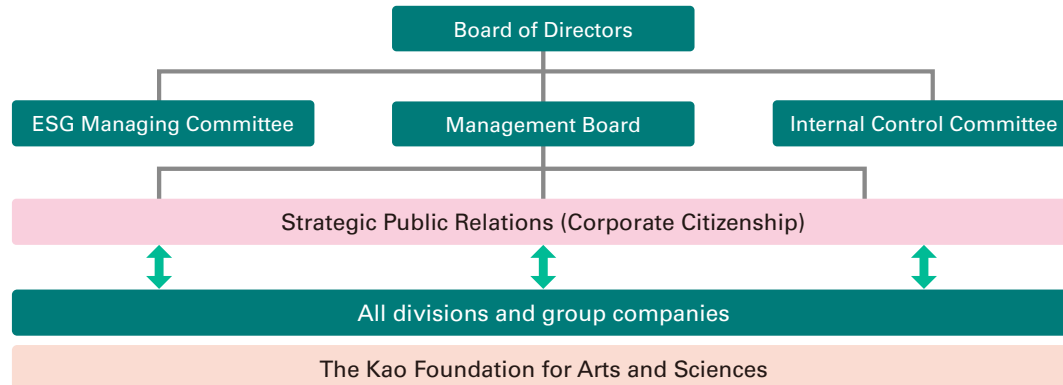 Board of Directors
ESG Managing Committee
Management Board
Internal Control Committee
Strategic Public Relations (Corporate Citizenship)
All divisions and group companies
The Kao Foundation for Arts and Sciences